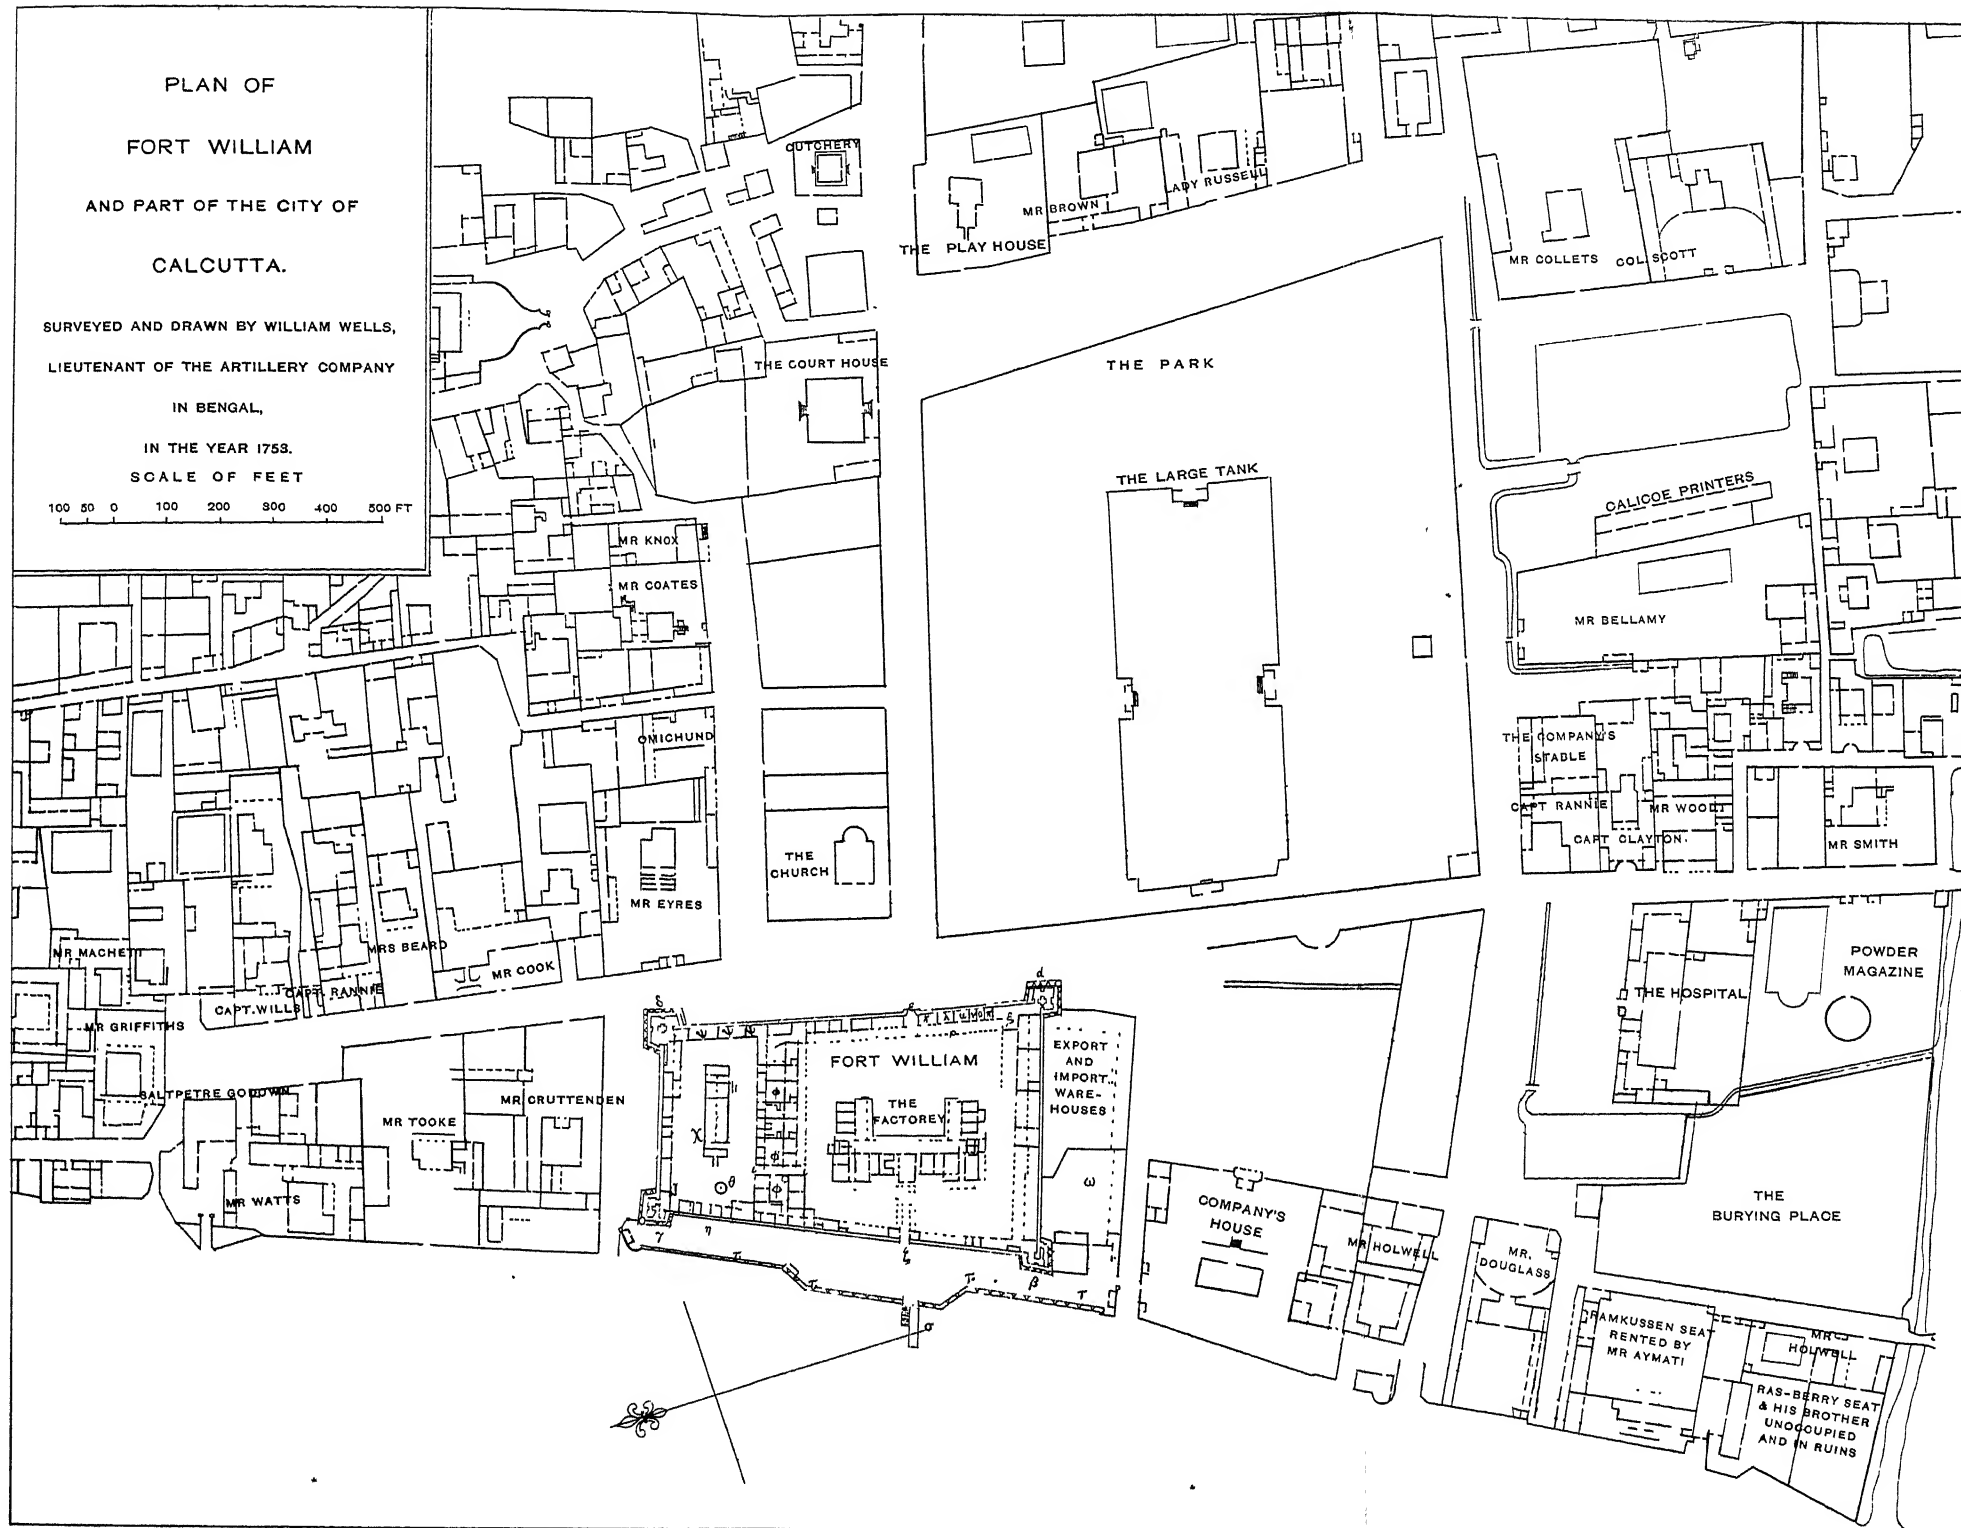 PLAN OF
FORT WILLIAM
AND PART OF THE CITY OF
CALCUTTA.
SURVEYED AND DRAWN BY WILLIAM WELLS,
LIEUTENANT OF THE ARTILLERY COMPANY
IN BENGAL,
IN THE YEAR 1753.
SCALE OF FEET
100 50 0 100 200 300 400 500 FT
CUTCHERY
THE PLAY HOUSE
MR BROWN
LADY RUSSELL
MR COLLETS
COL. SCOTT
THE COURT HOUSE
THE PARK
THE LARGE TANK
CALICOE PRINTERS
MR KNOX
MR COATES
MR BELLAMY
OMICHUND
THE COMPANY'S
STABLE
CAPT RANNIE
MR WOOD
CAPT CLAYTON.
MR SMITH
THE
CHURCH
MR EYRES
MR MACHETT
MRS BEARD
MR COOK
CAPT. RANNIE
CAPT. WILLS
MR GRIFFITHS
POWDER
MAGAZINE
THE HOSPITAL
FORT WILLIAM
THE
FACTOREY
EXPORT
AND
IMPORT
WARE-
HOUSES
SALTPETRE GODOWN
MR TOOKE
MR CRUTTENDEN
MR WATTS
δ
ε
d
ρ
φ
φ
φ
χ
θ
η
γ
ζ
β
ω
τ
σ
COMPANY'S
HOUSE
MR HOLWELL
MR.
DOUGLASS
THE
BURYING PLACE
RAMKUSSEN SEAT
RENTED BY
MR AYMATI
MR
HOLWELL
RAS-BERRY SEAT
& HIS BROTHER
UNOCCUPIED
AND IN RUINS